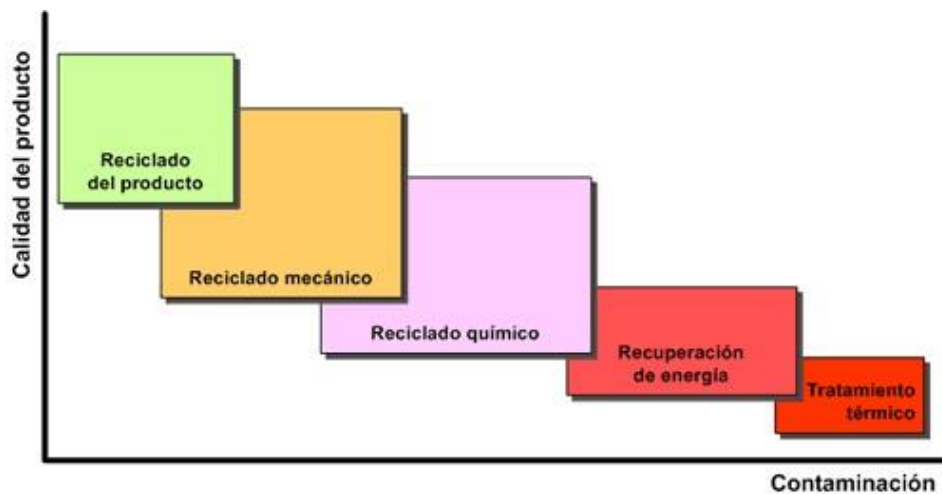 Calidad del producto
Reciclado
del producto
Reciclado mecánico
Reciclado químico
Recuperación
de energía
Tratamiento
térmico
Contaminación